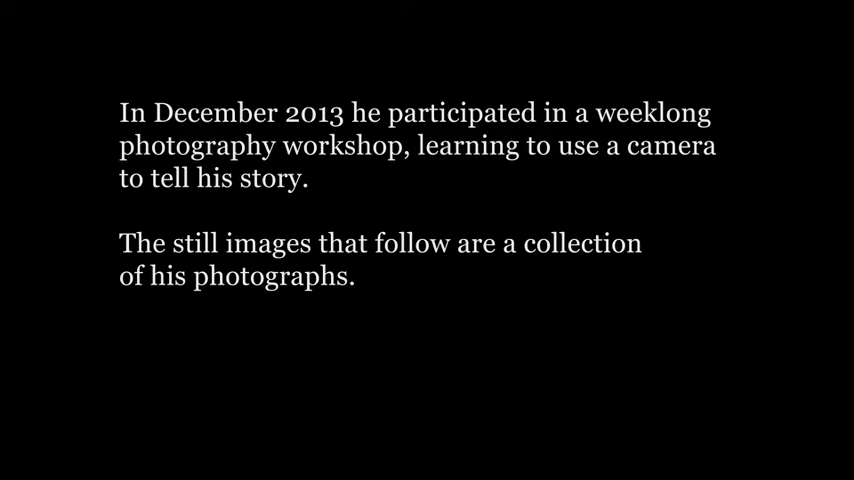 In December 2013 he participated in a weeklong
photography workshop, learning to use a camera
to tell his story.
The still images that follow are a collection
of his photographs.